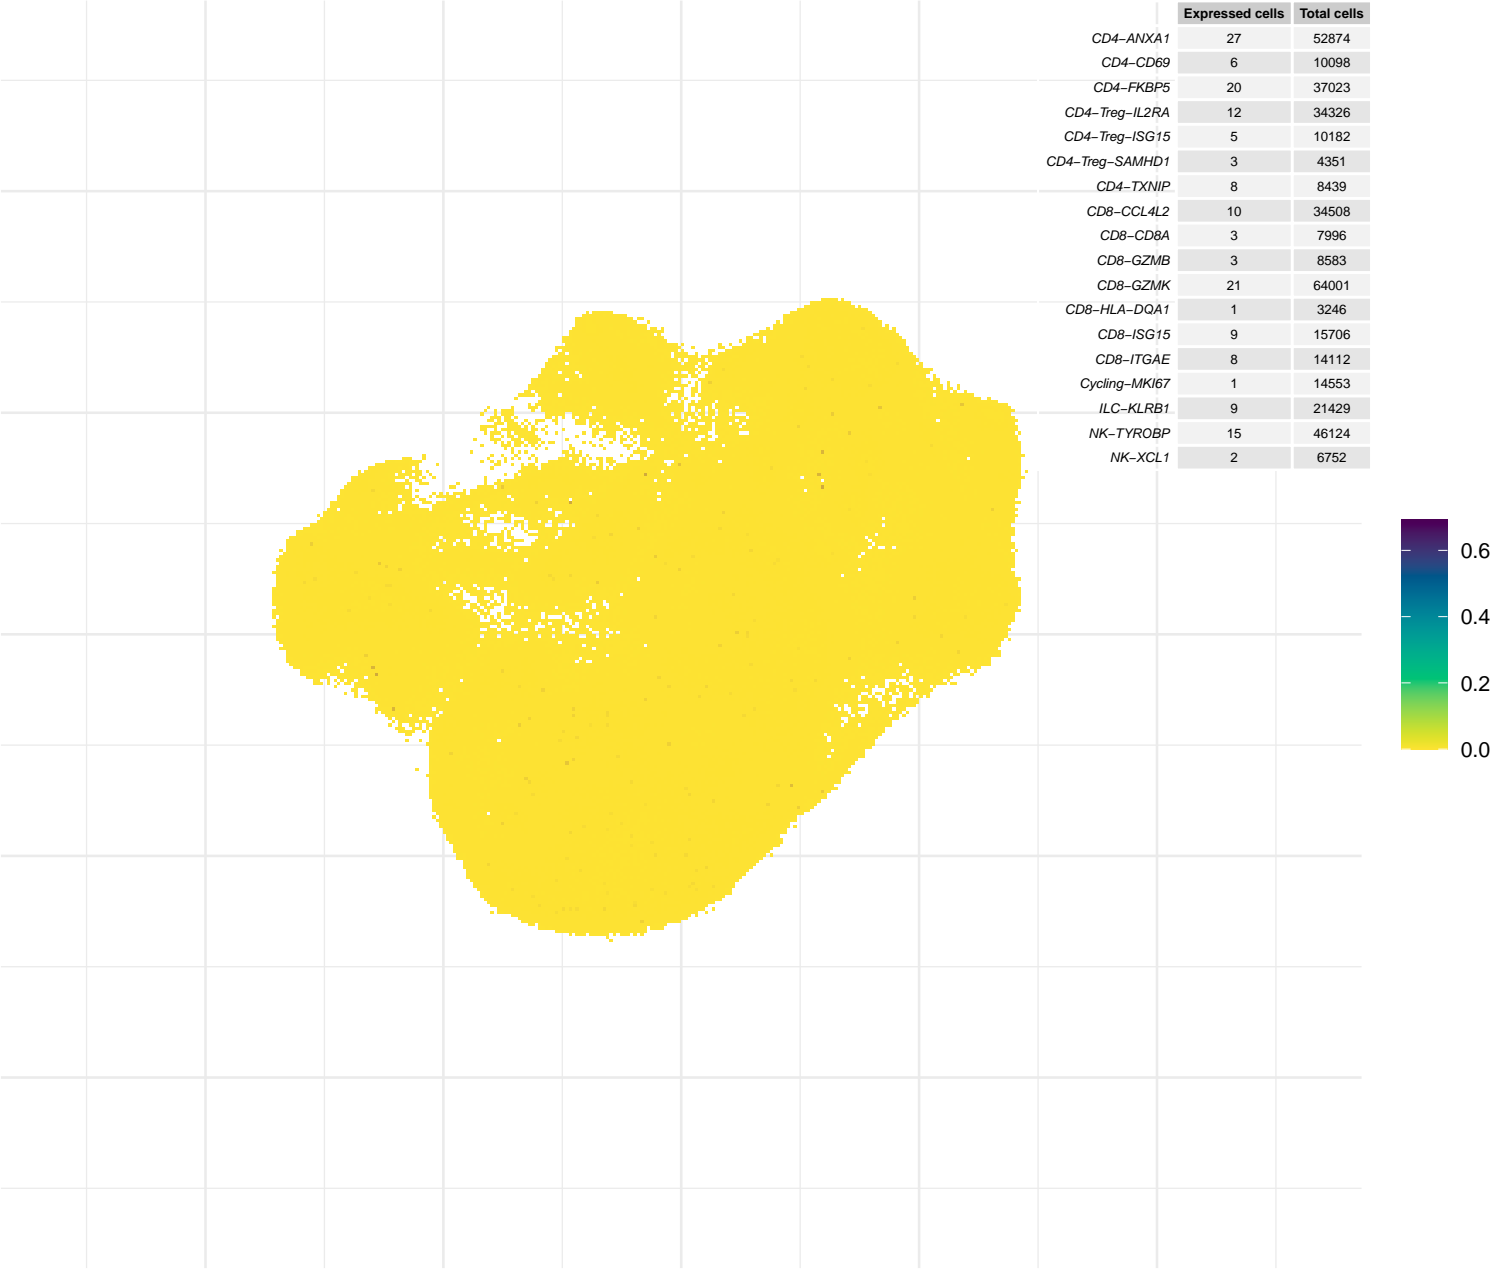 Expressed cells Total cells
CD4−ANXA1 27 52874
CD4−CD69 6 10098
CD4−FKBP5 20 37023
CD4−Treg−IL2RA 12 34326
CD4−Treg−ISG15 5 10182
CD4−Treg−SAMHD1 3 4351
CD4−TXNIP 8 8439
CD8−CCL4L2 10 34508
CD8−CD8A 3 7996
CD8−GZMB 3 8583
CD8−GZMK 21 64001
CD8−HLA−DQA1 1 3246
CD8−ISG15 9 15706
CD8−ITGAE 8 14112
Cycling−MKI67 1 14553
ILC−KLRB1 9 21429
NK−TYROBP 15 46124
NK−XCL1 2 6752
0.6
0.4
0.2
0.0